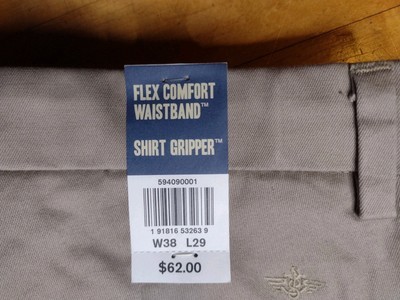 FLEX COMFORT
WAISTBAND™
SHIRT GRIPPER™
594090001
1 91816 53263 9
W38 L29
$62.00